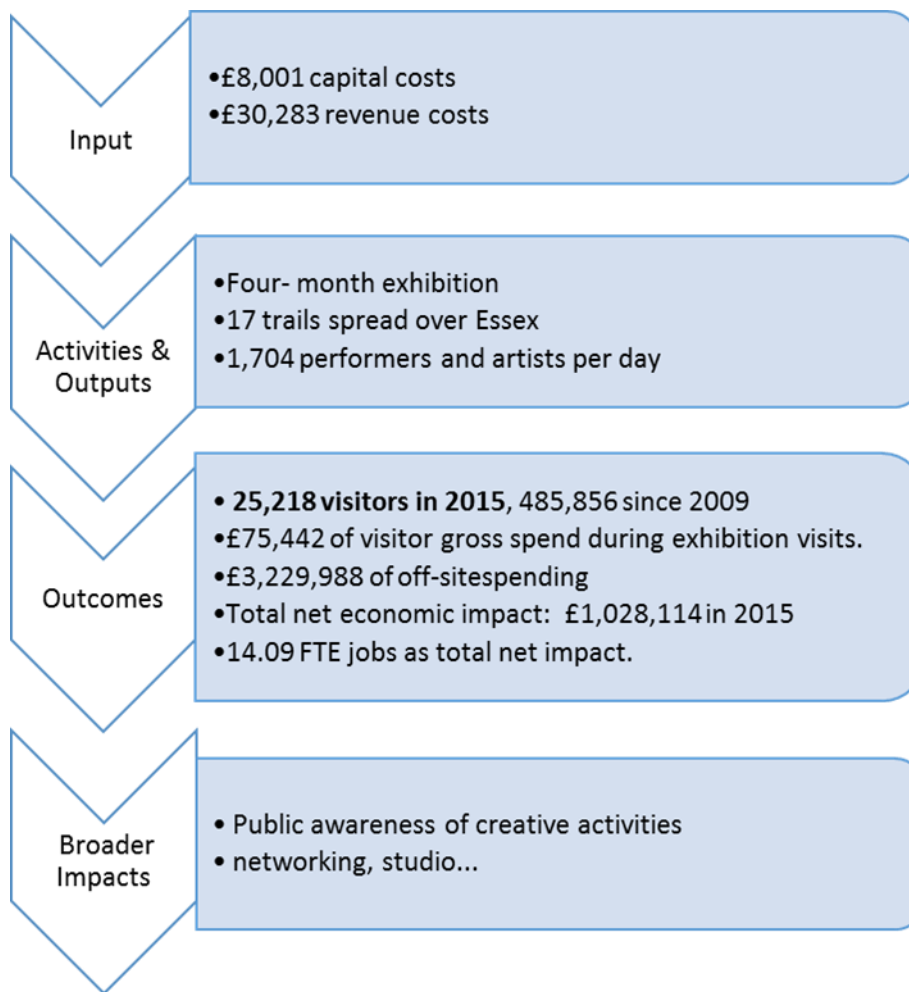 Input
•£8,001 capital costs
•£30,283 revenue costs
Activities &
Outputs
•Four- month exhibition
•17 trails spread over Essex
•1,704 performers and artists per day
Outcomes
• 25,218 visitors in 2015, 485,856 since 2009
•£75,442 of visitor gross spend during exhibition visits.
•£3,229,988 of off-sitespending
•Total net economic impact: £1,028,114 in 2015
•14.09 FTE jobs as total net impact.
Broader
Impacts
• Public awareness of creative activities
• networking, studio...